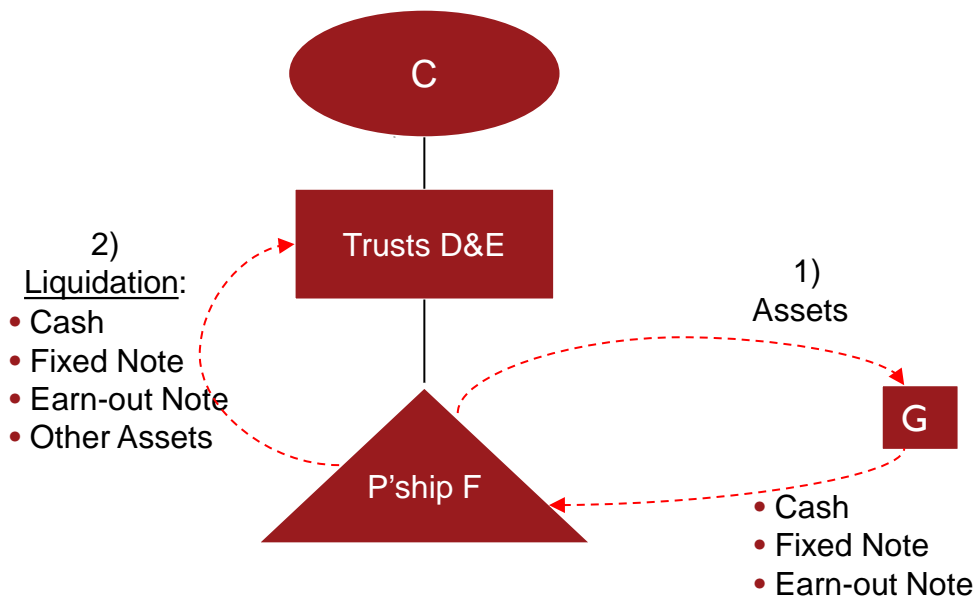 C
Trusts D&E
2)
Liquidation:
• Cash
• Fixed Note
• Earn-out Note
• Other Assets
1)
Assets
G
P’ship F
• Cash
• Fixed Note
• Earn-out Note